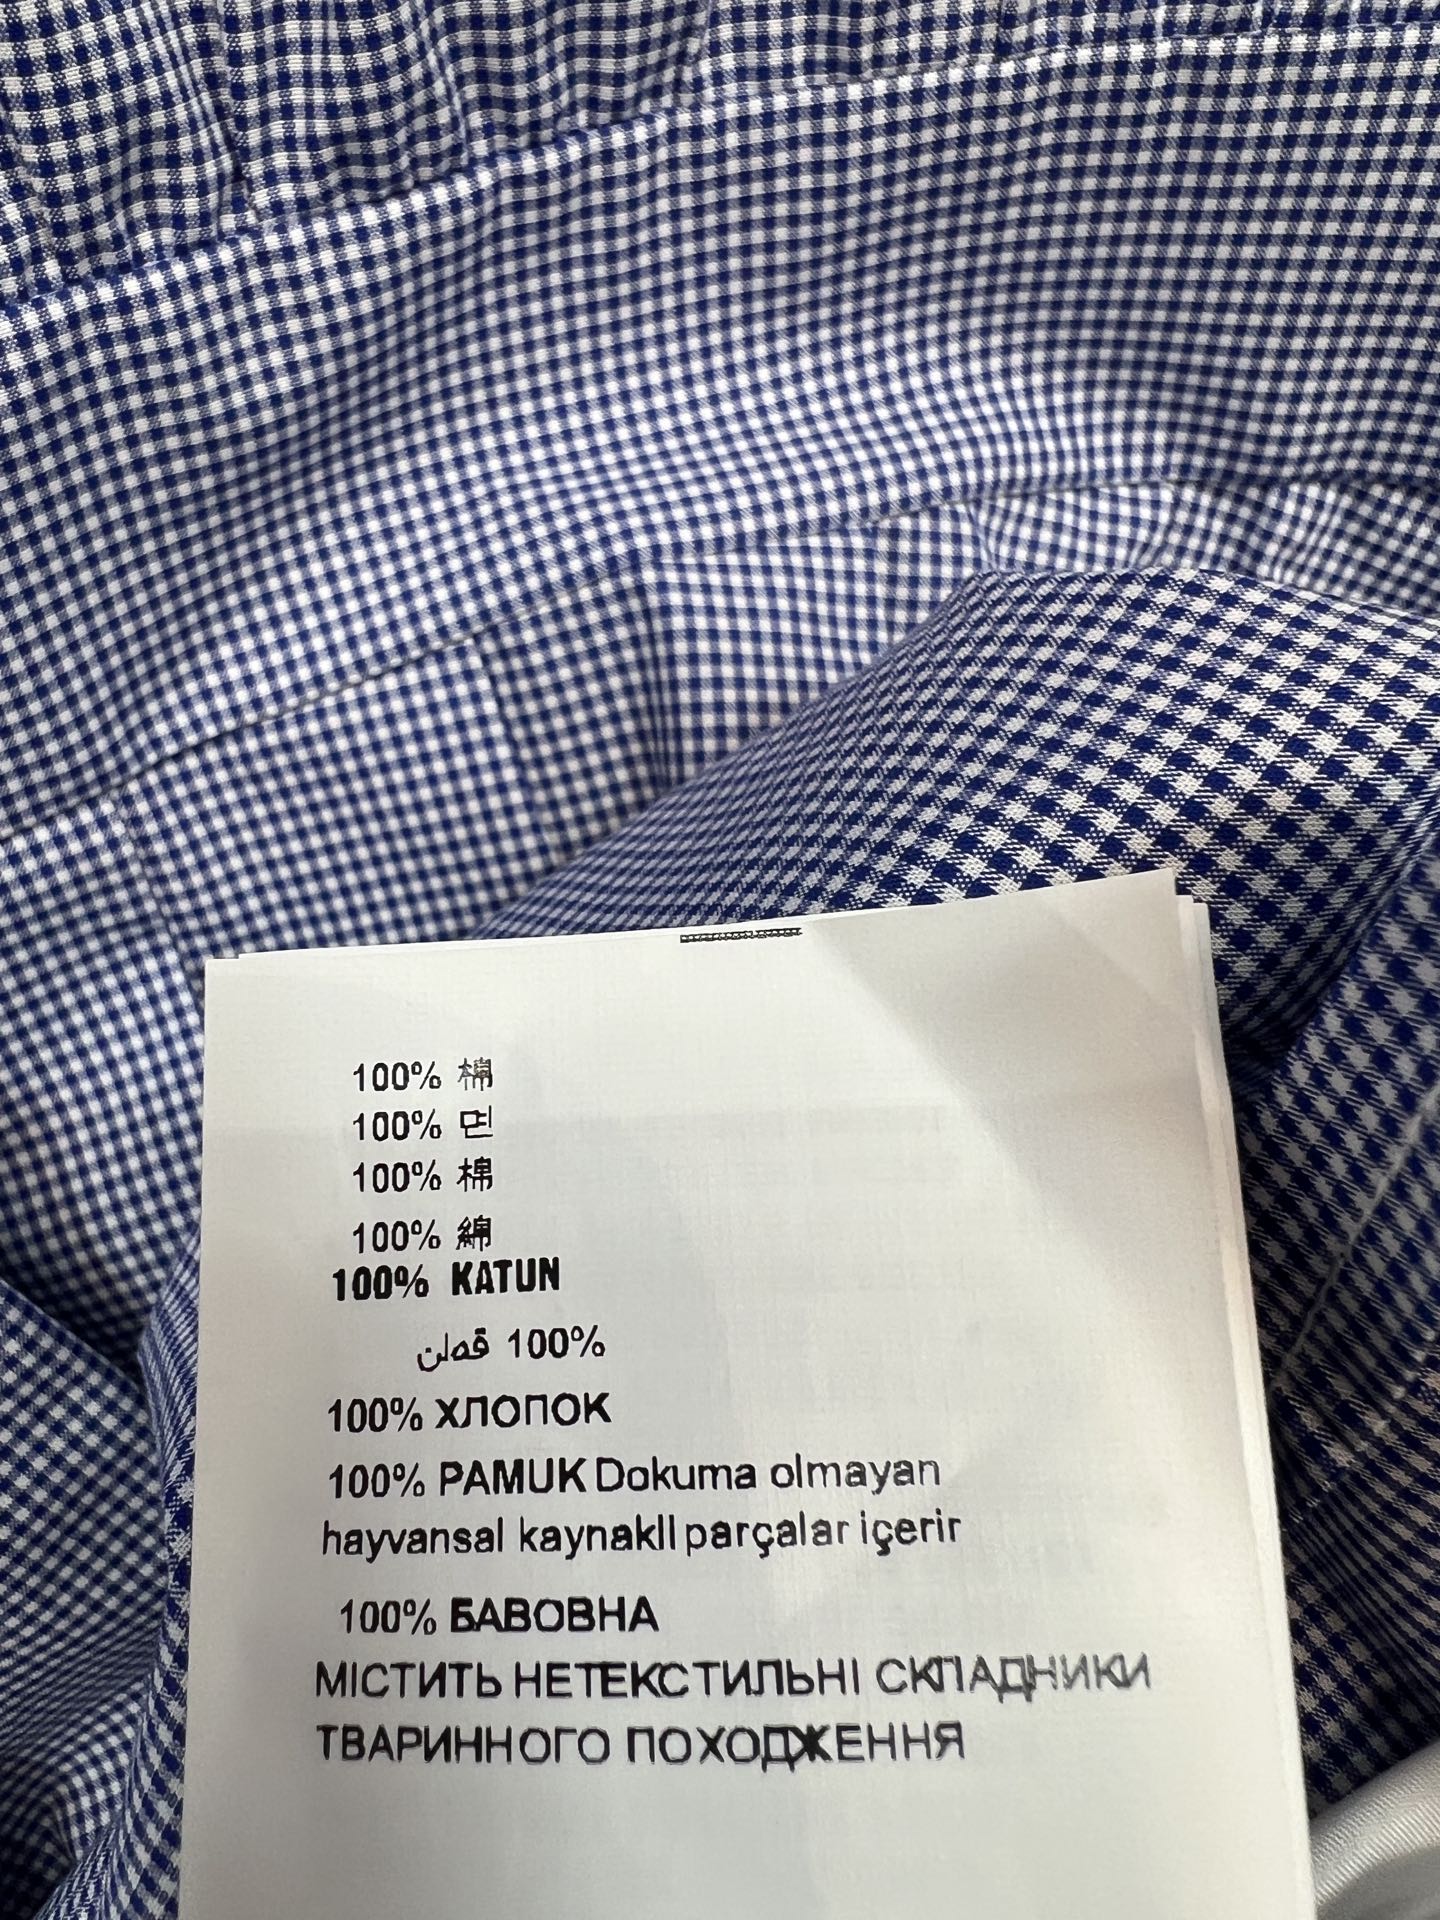 100% 棉
100% 면
100% 棉
100% 綿
100% KATUN
100% قطن
100% ХЛОПОК
100% PAMUK Dokuma olmayan
hayvansal kaynaklı parçalar içerir
100% БАВОВНА
МІСТИТЬ НЕТЕКСТИЛЬНІ СКЛАДНИКИ
ТВАРИННОГО ПОХОДЖЕННЯ